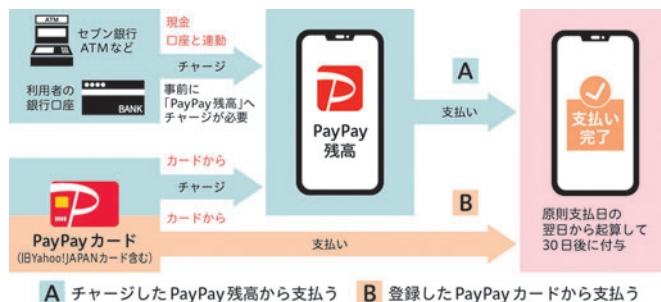 ATM
セブン銀行
ATMなど
利用者の
銀行口座
BANK
現金
口座と連動
チャージ
事前に
「PayPay残高」へ
チャージが必要
PayPay
残高
A
支払い
支払い
完了
カードから
チャージ
カードから
PayPayカード
(旧Yahoo!JAPANカード含む)
支払い
B
原則支払日の
翌日から起算して
30日後に付与
A チャージしたPayPay残高から支払う
B 登録したPayPayカードから支払う